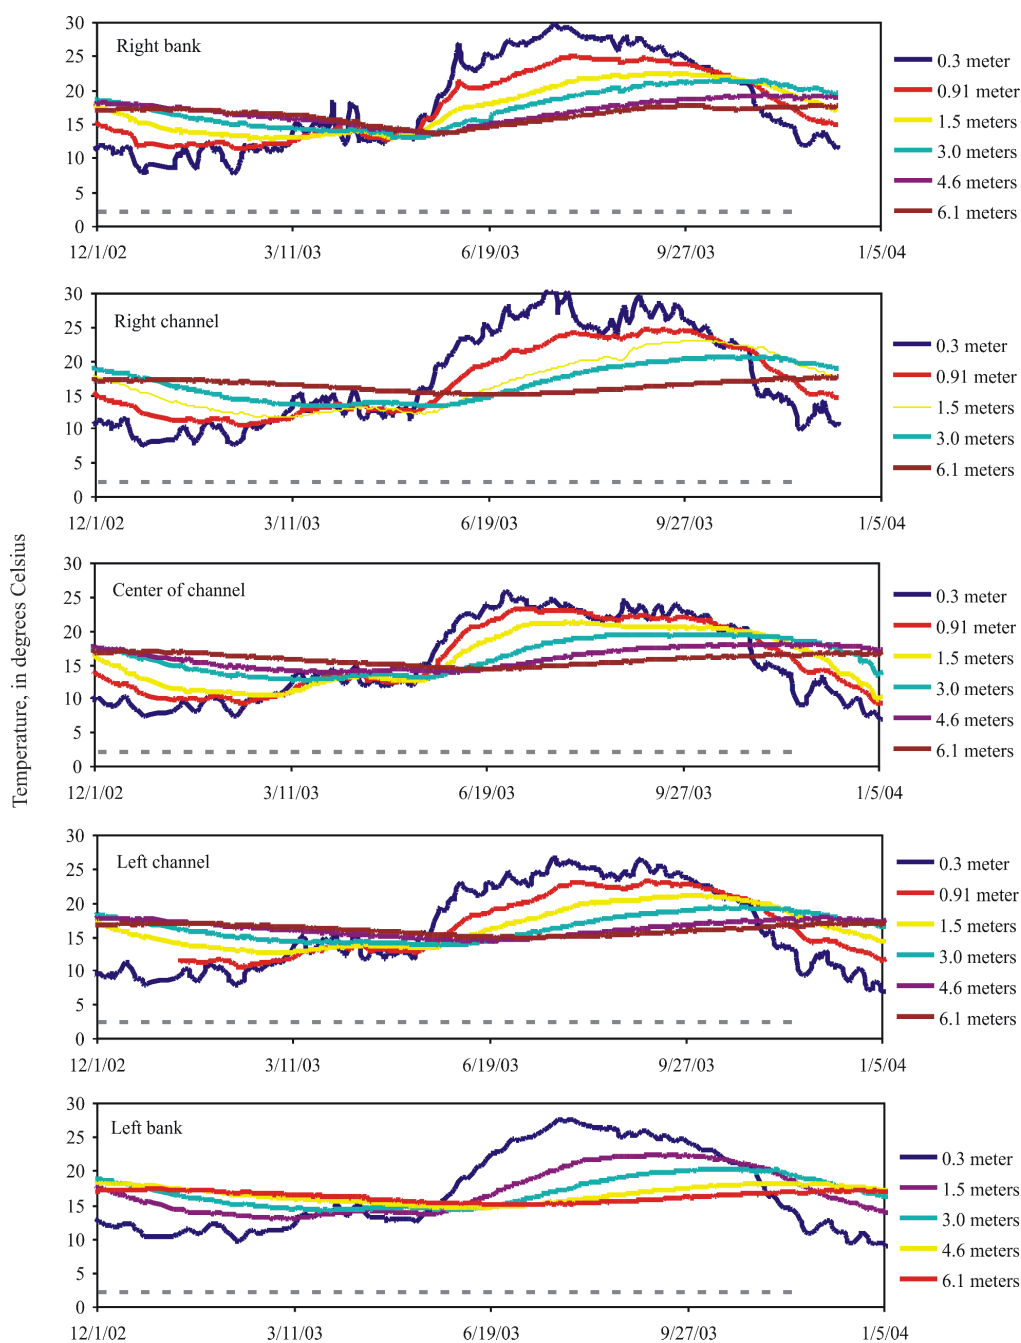 Temperature, in degrees Celsius
30
25
20
15
10
5
0
Right bank
12/1/02 3/11/03 6/19/03 9/27/03 1/5/04
0.3 meter
0.91 meter
1.5 meters
3.0 meters
4.6 meters
6.1 meters
30
25
20
15
10
5
0
Right channel
12/1/02 3/11/03 6/19/03 9/27/03 1/5/04
0.3 meter
0.91 meter
1.5 meters
3.0 meters
6.1 meters
30
25
20
15
10
5
0
Center of channel
12/1/02 3/11/03 6/19/03 9/27/03 1/5/04
0.3 meter
0.91 meter
1.5 meters
3.0 meters
4.6 meters
6.1 meters
30
25
20
15
10
5
0
Left channel
12/1/02 3/11/03 6/19/03 9/27/03 1/5/04
0.3 meter
0.91 meter
1.5 meters
3.0 meters
4.6 meters
6.1 meters
30
25
20
15
10
5
0
Left bank
12/1/02 3/11/03 6/19/03 9/27/03 1/5/04
0.3 meter
1.5 meters
3.0 meters
4.6 meters
6.1 meters